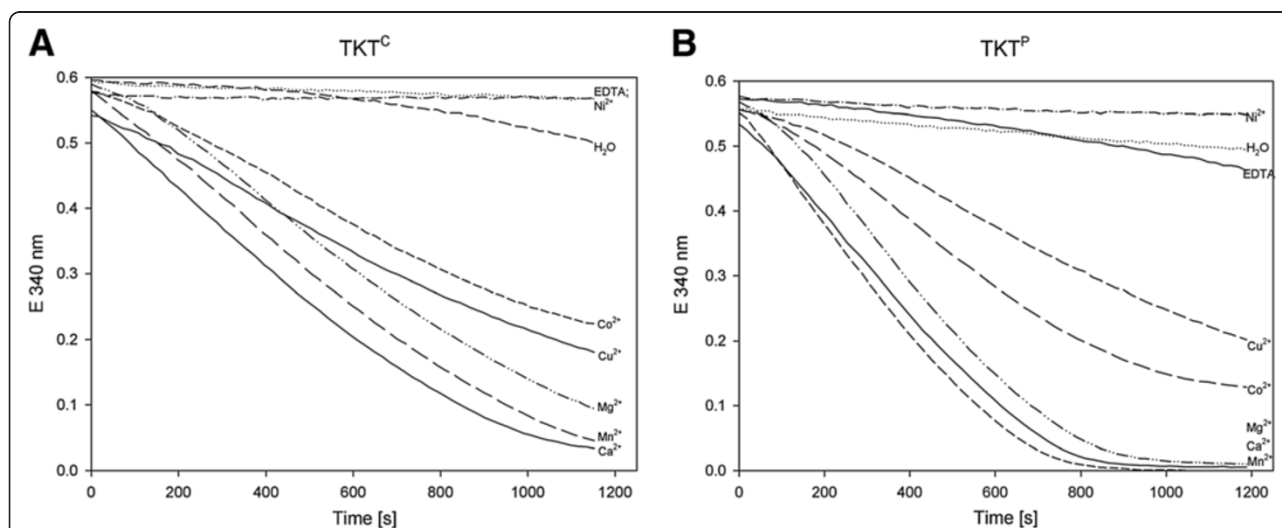 A
TKT^C
E 340 nm
0.6
0.5
0.4
0.3
0.2
0.1
0.0
EDTA;
Ni²⁺
H₂O
Co²⁺
Cu²⁺
Mg²⁺
Mn²⁺
Ca²⁺
0 200 400 600 800 1000 1200
Time [s]
B
TKT^P
E 340 nm
0.6
0.5
0.4
0.3
0.2
0.1
0.0
Ni²⁺
H₂O
EDTA
Cu²⁺
Co²⁺
Mg²⁺
Ca²⁺
Mn²⁺
0 200 400 600 800 1000 1200
Time [s]